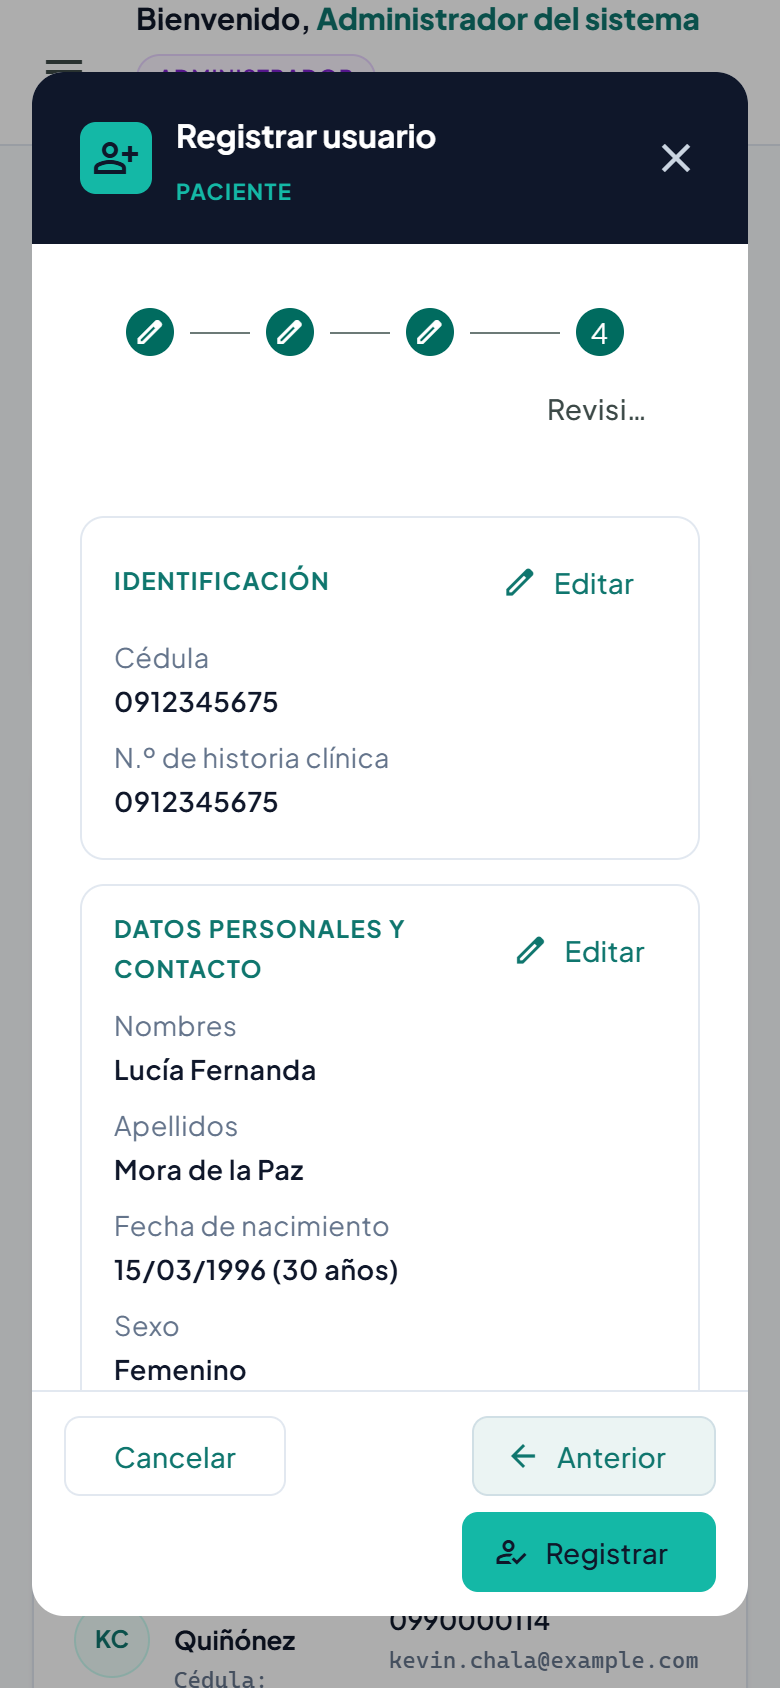 Bienvenido, Administrador del sistema
ADMINISTRADOR
Registrar usuario
PACIENTE
4
Revisi...
IDENTIFICACIÓN
Editar
Cédula
0912345675
N.º de historia clínica
0912345675
DATOS PERSONALES Y
CONTACTO
Editar
Nombres
Lucía Fernanda
Apellidos
Mora de la Paz
Fecha de nacimiento
15/03/1996 (30 años)
Sexo
Femenino
Cancelar
Anterior
Registrar
0990000114
KC
Quiñónez
kevin.chala@example.com
Cédula: